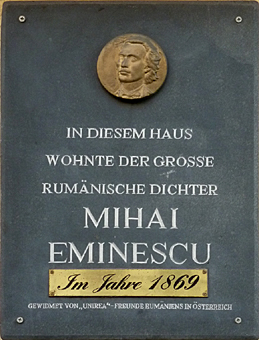 IN DIESEM HAUS
WOHNTE DER GROSSE
RUMÄNISCHE DICHTER
MIHAI
EMINESCU
Im Jahre 1869
GEWIDMET VON „UNIREA"-FREUNDE RUMÄNIENS IN ÖSTERREICH